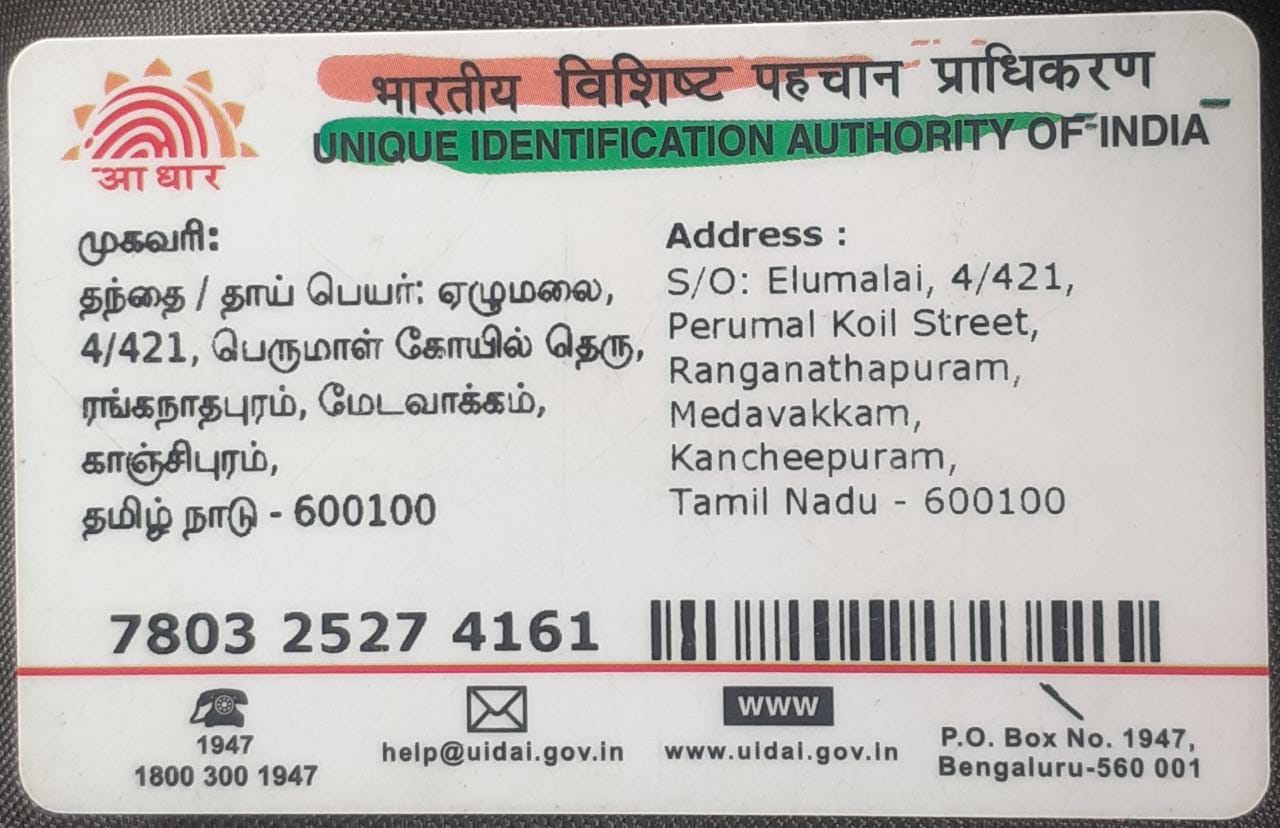 भारतीय विशिष्ट पहचान प्राधिकरण
UNIQUE IDENTIFICATION AUTHORITY OF INDIA
आधार
முகவரி:
தந்தை / தாய் பெயர்: ஏழுமலை,
4/421, பெருமாள் கோயில் தெரு,
ரங்கநாதபுரம், மேடவாக்கம்,
காஞ்சிபுரம்,
தமிழ் நாடு - 600100
Address :
S/O: Elumalai, 4/421,
Perumal Koil Street,
Ranganathapuram,
Medavakkam,
Kancheepuram,
Tamil Nadu - 600100
7803 2527 4161
1947
1800 300 1947
help@uidai.gov.in
www
www.uidai.gov.in
P.O. Box No. 1947,
Bengaluru-560 001